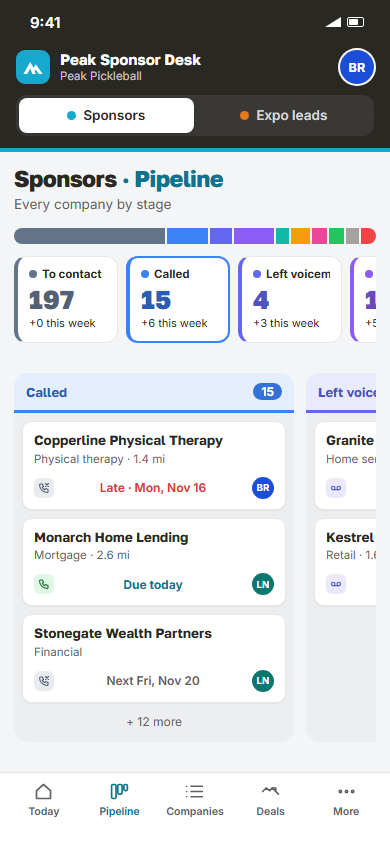 9:41
Peak Sponsor Desk
Peak Pickleball
BR
Sponsors
Expo leads
Sponsors · Pipeline
Every company by stage
To contact
197
+0 this week
Called
15
+6 this week
Left voicem
4
+3 this week
Called
15
Copperline Physical Therapy
Physical therapy · 1.4 mi
Late · Mon, Nov 16
BR
Monarch Home Lending
Mortgage · 2.6 mi
Due today
LN
Stonegate Wealth Partners
Financial
Next Fri, Nov 20
LN
+ 12 more
Left voice
Granite
Home ser
Kestrel
Retail · 1.6
Today
Pipeline
Companies
Deals
More